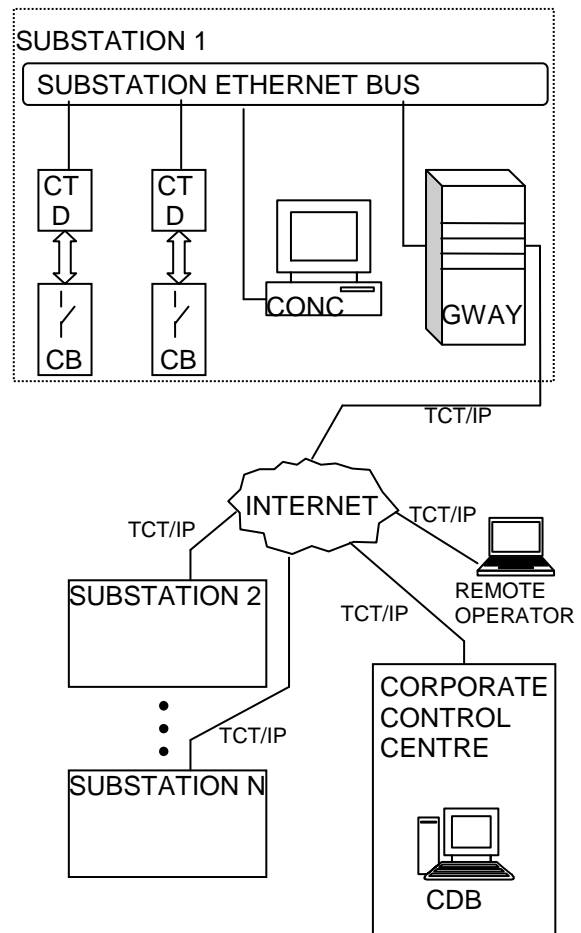 SUBSTATION 1
SUBSTATION ETHERNET BUS
CT
D
CT
D
CB
CB
CONC
GWAY
TCT/IP
INTERNET
TCT/IP
TCT/IP
REMOTE
OPERATOR
SUBSTATION 2
TCT/IP
CORPORATE
CONTROL
CENTRE
TCT/IP
SUBSTATION N
CDB